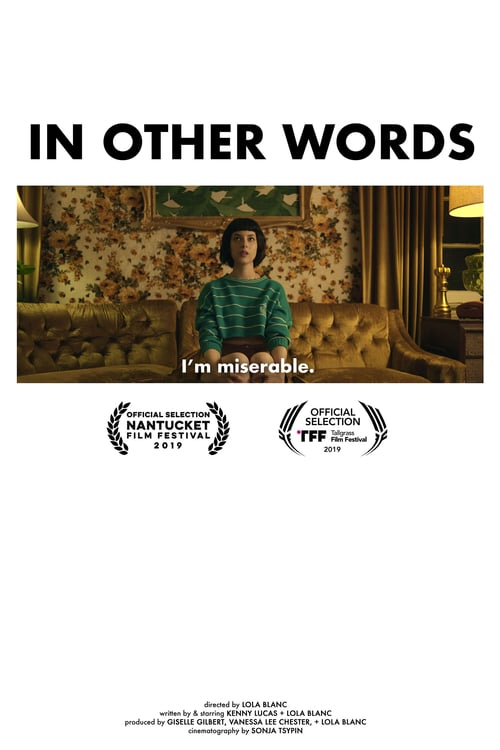 IN OTHER WORDS
I'm miserable.
OFFICIAL SELECTION
NANTUCKET
FILM FESTIVAL
2019
OFFICIAL
SELECTION
TFF Tallgrass
Film Festival
2019
directed by LOLA BLANC
written by & starring KENNY LUCAS + LOLA BLANC
produced by GISELLE GILBERT, VANESSA LEE CHESTER, + LOLA BLANC
cinematography by SONJA TSYPIN